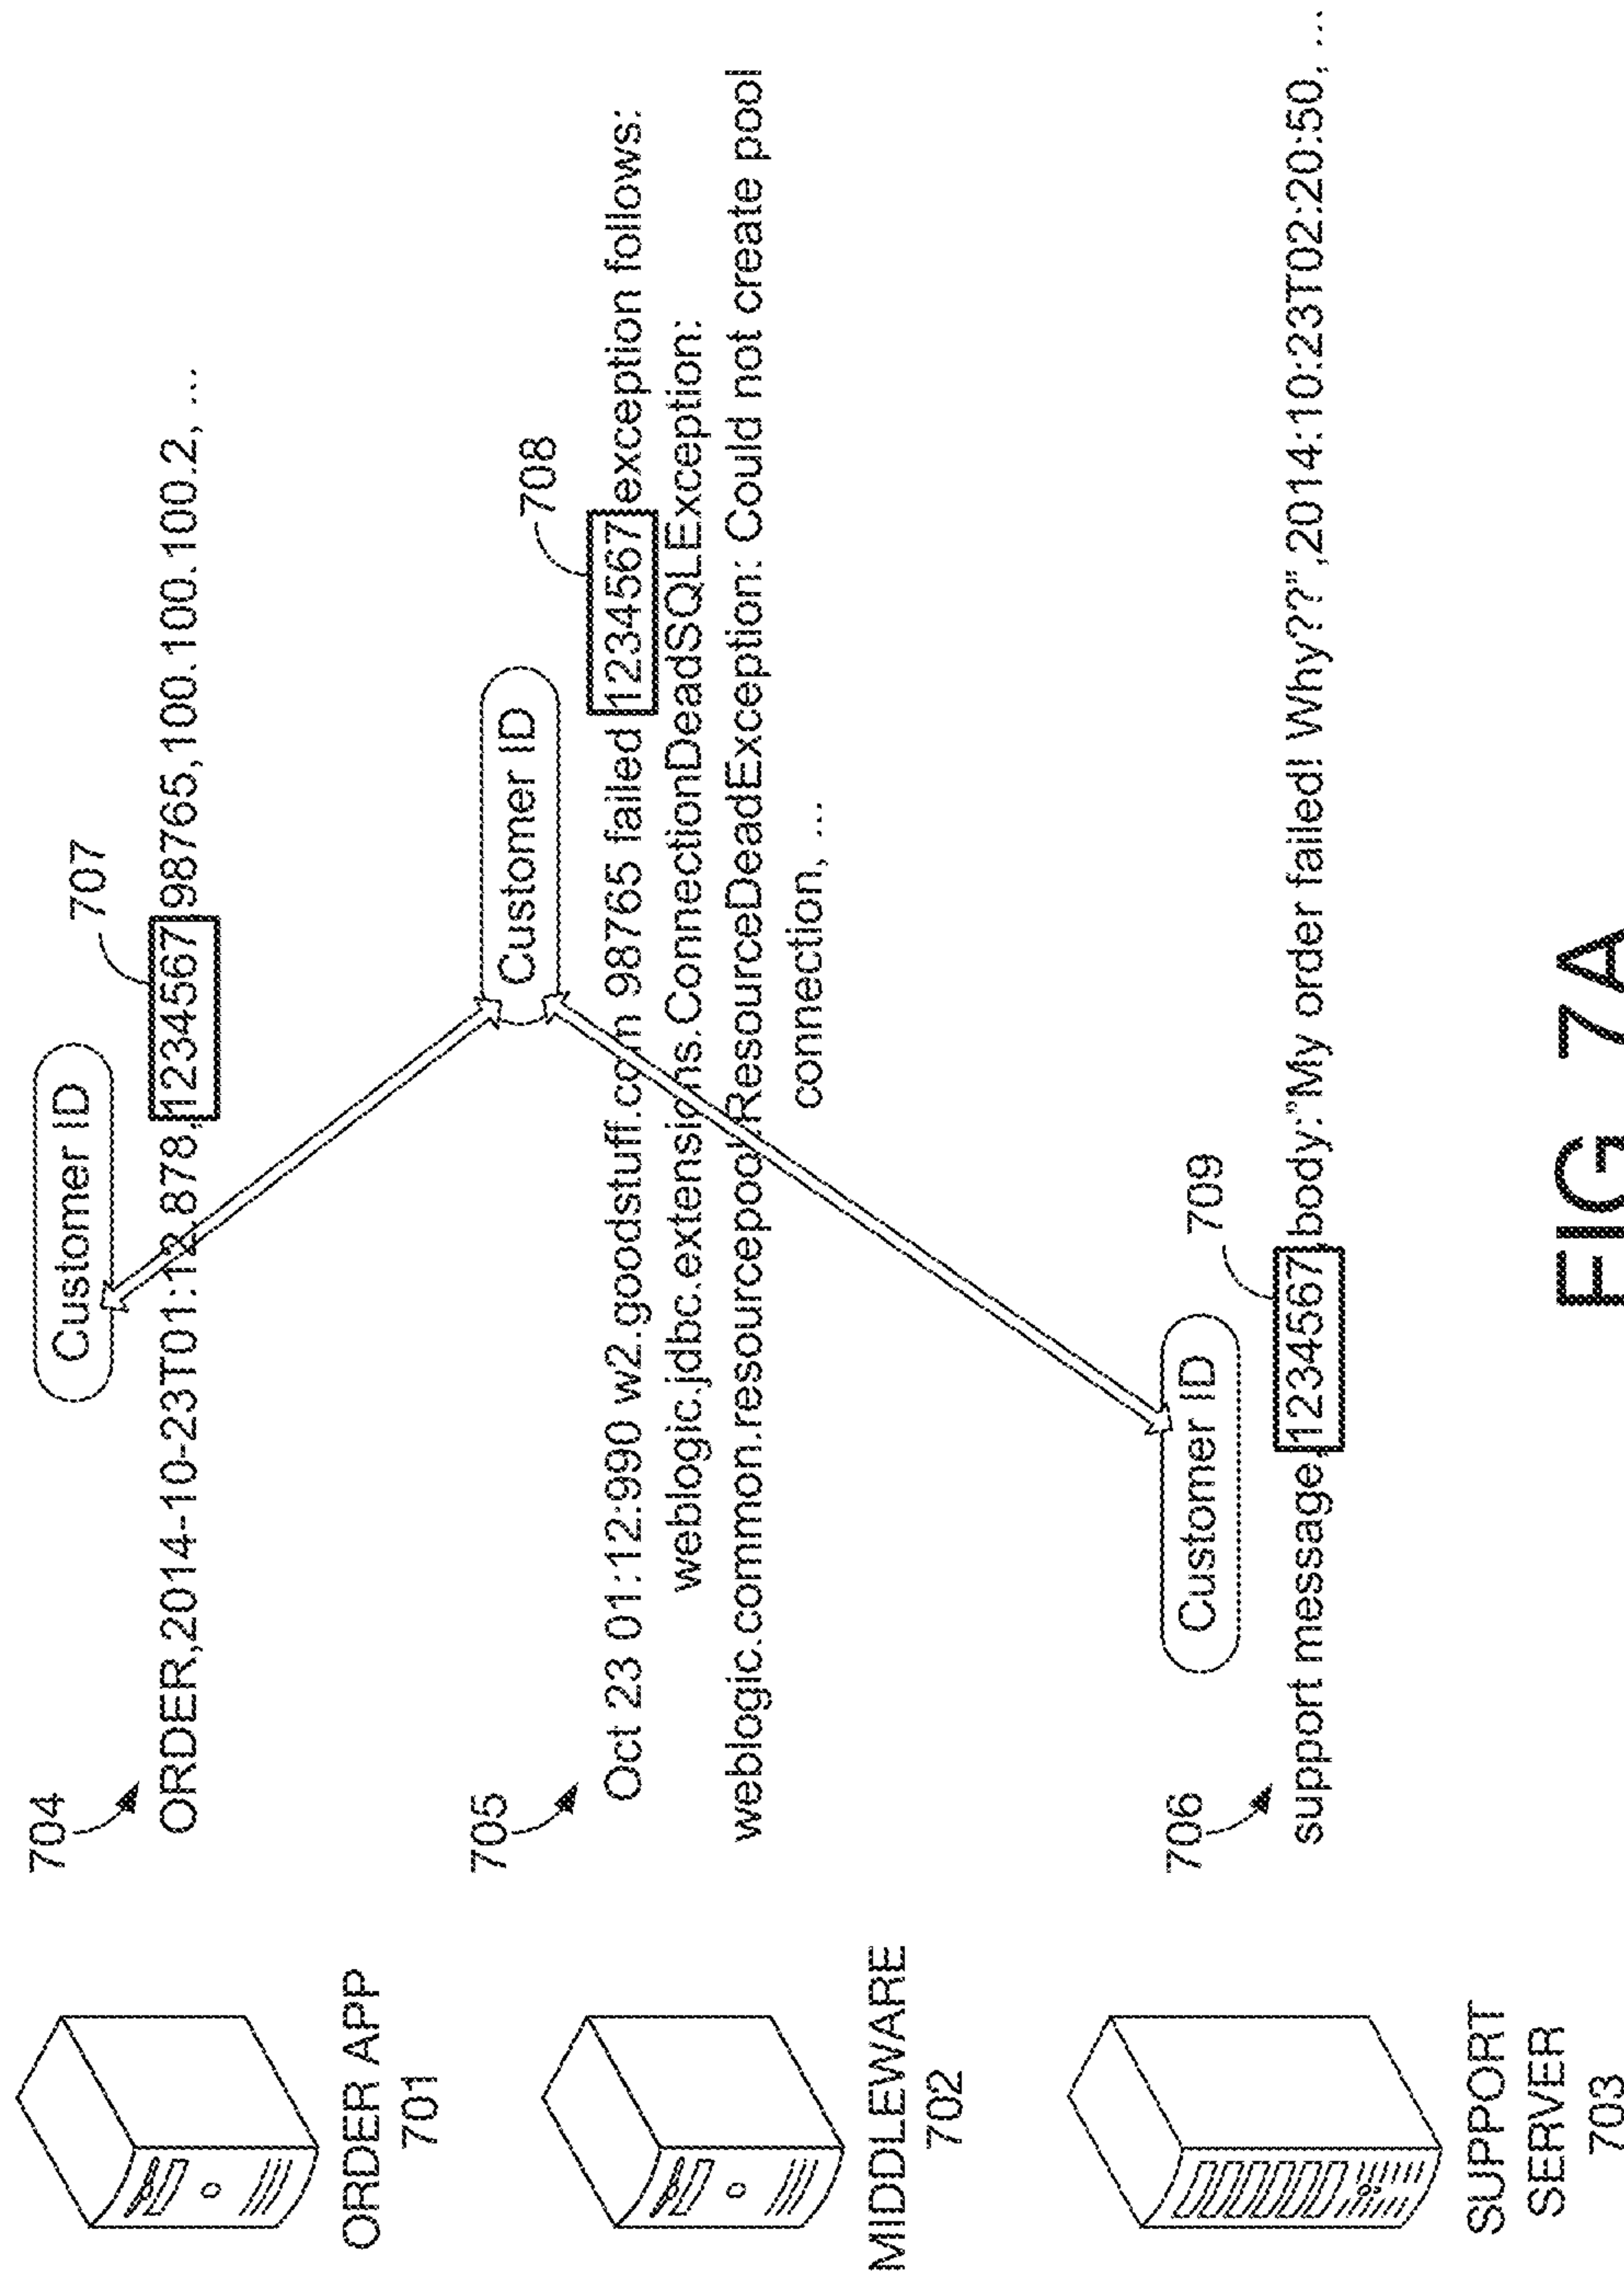 704
Customer ID
707
ORDER,2014-10-23T01:12.878,1234567,98765,100.100.100.2, ...
ORDER APP
701
705
Customer ID
708
Oct 23 01:12:990 w2.goodstuff.com 98765 failed 1234567 exception follows:
weblogic.jdbc.extensions.ConnectionDeadSQLException:
weblogic.common.resourcepool.ResourceDeadException: Could not create pool
connection, ...
MIDDLEWARE
702
706
Customer ID
709
support message,1234567,body:"My order failed! Why??",2014:10:23T02:20:50, ...
SUPPORT
SERVER
703
FIG 7A